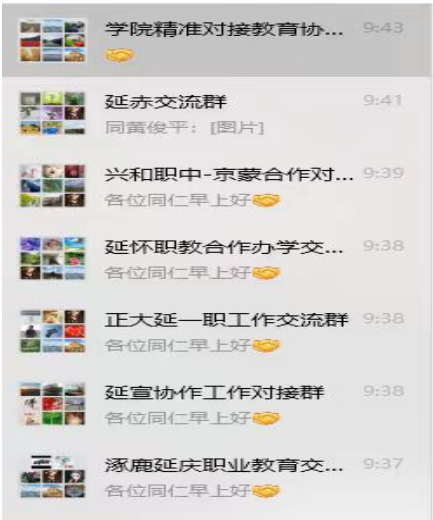 学院精准对接教育协... 9:43
🤝
延赤交流群 9:41
同黄俊平: [图片]
兴和职中-京蒙合作对... 9:39
各位同仁早上好🤝
延怀职教合作办学交... 9:38
各位同仁早上好🤝
正大延一职工作交流群 9:38
各位同仁早上好🤝
延宣协作工作对接群 9:38
各位同仁早上好🤝
涿鹿延庆职业教育交... 9:37
各位同仁早上好🤝